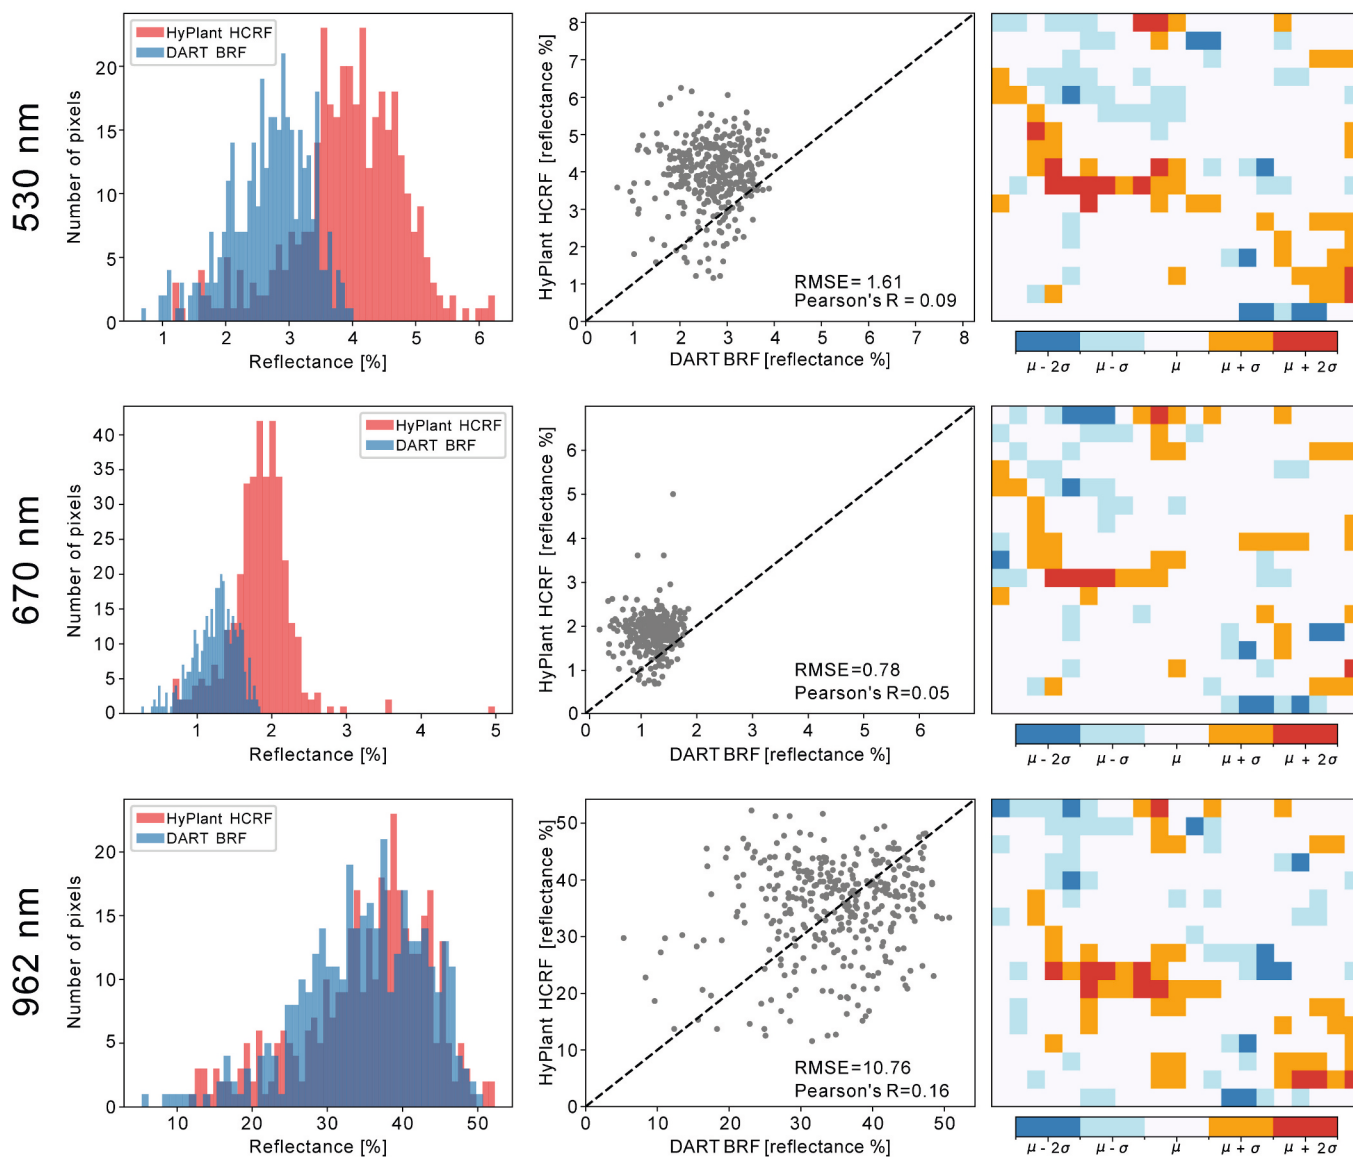 530 nm
Number of pixels
20
15
10
5
0
HyPlant HCRF
DART BRF
1 2 3 4 5 6
Reflectance [%]
HyPlant HCRF [reflectance %]
8
7
6
5
4
3
2
1
0
RMSE= 1.61
Pearson's R = 0.09
0 1 2 3 4 5 6 7 8
DART BRF [reflectance %]
μ - 2σ μ - σ μ μ + σ μ + 2σ
670 nm
Number of pixels
40
35
30
25
20
15
10
5
0
HyPlant HCRF
DART BRF
1 2 3 4 5
Reflectance [%]
HyPlant HCRF [reflectance %]
6
5
4
3
2
1
0
RMSE=0.78
Pearson's R=0.05
0 1 2 3 4 5 6
DART BRF [reflectance %]
μ - 2σ μ - σ μ μ + σ μ + 2σ
962 nm
Number of pixels
20
15
10
5
0
HyPlant HCRF
DART BRF
10 20 30 40 50
Reflectance [%]
HyPlant HCRF [reflectance %]
50
40
30
20
10
0
RMSE=10.76
Pearson's R=0.16
0 10 20 30 40 50
DART BRF [reflectance %]
μ - 2σ μ - σ μ μ + σ μ + 2σ